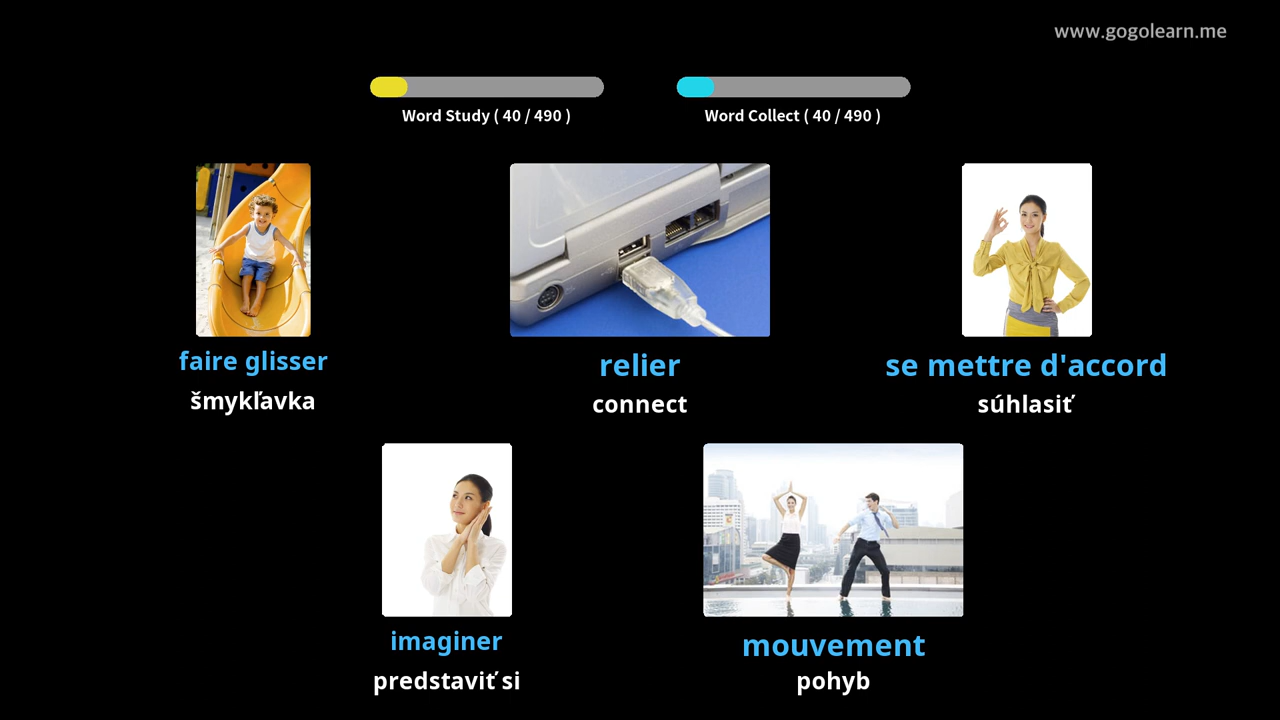 www.gogolearn.me
Word Study ( 40 / 490 )
Word Collect ( 40 / 490 )
faire glisser
šmykľavka
relier
connect
se mettre d'accord
súhlasiť
imaginer
predstaviť si
mouvement
pohyb